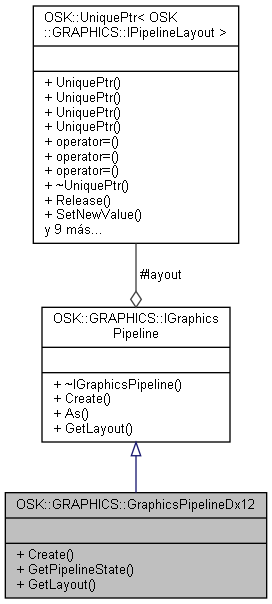 OSK::UniquePtr< OSK
::GRAPHICS::IPipelineLayout >
+ UniquePtr()
+ UniquePtr()
+ UniquePtr()
+ UniquePtr()
+ operator=()
+ operator=()
+ operator=()
+ ~UniquePtr()
+ Release()
+ SetNewValue()
y 9 más...
#layout
OSK::GRAPHICS::IGraphics
Pipeline
+ ~IGraphicsPipeline()
+ Create()
+ As()
+ GetLayout()
OSK::GRAPHICS::GraphicsPipelineDx12
+ Create()
+ GetPipelineState()
+ GetLayout()